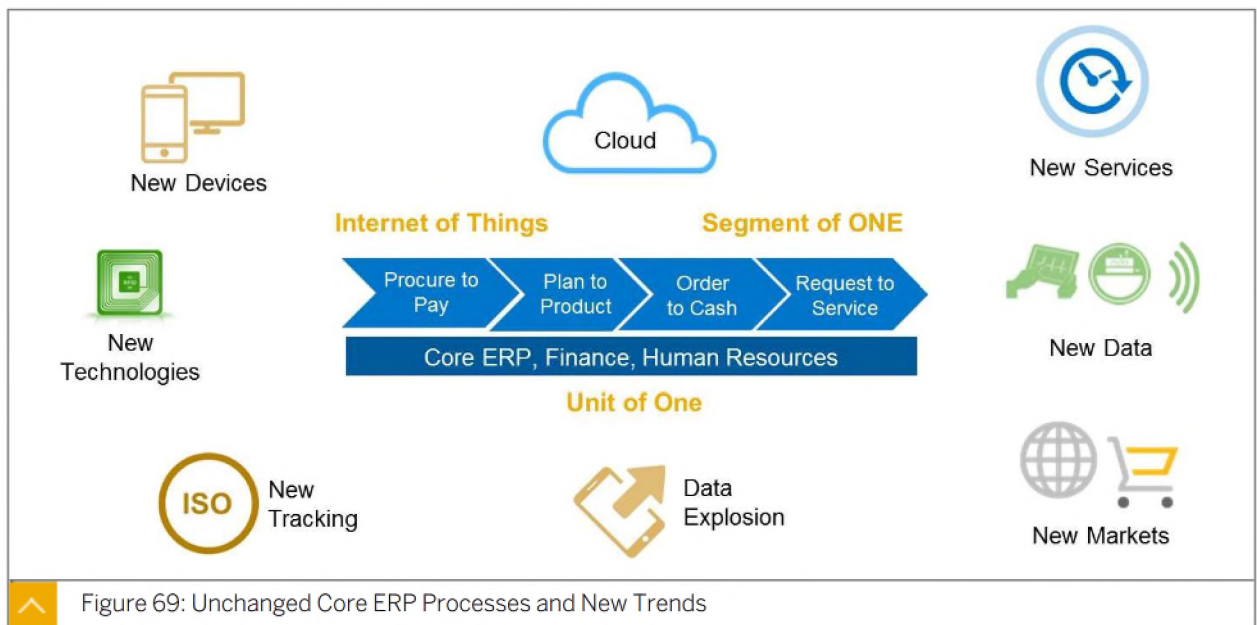 New Devices
Cloud
New Services
Internet of Things
Segment of ONE
Procure to
Pay
Plan to
Product
Order
to Cash
Request to
Service
Core ERP, Finance, Human Resources
Unit of One
New
Technologies
New Data
ISO
New
Tracking
Data
Explosion
New Markets
Figure 69: Unchanged Core ERP Processes and New Trends